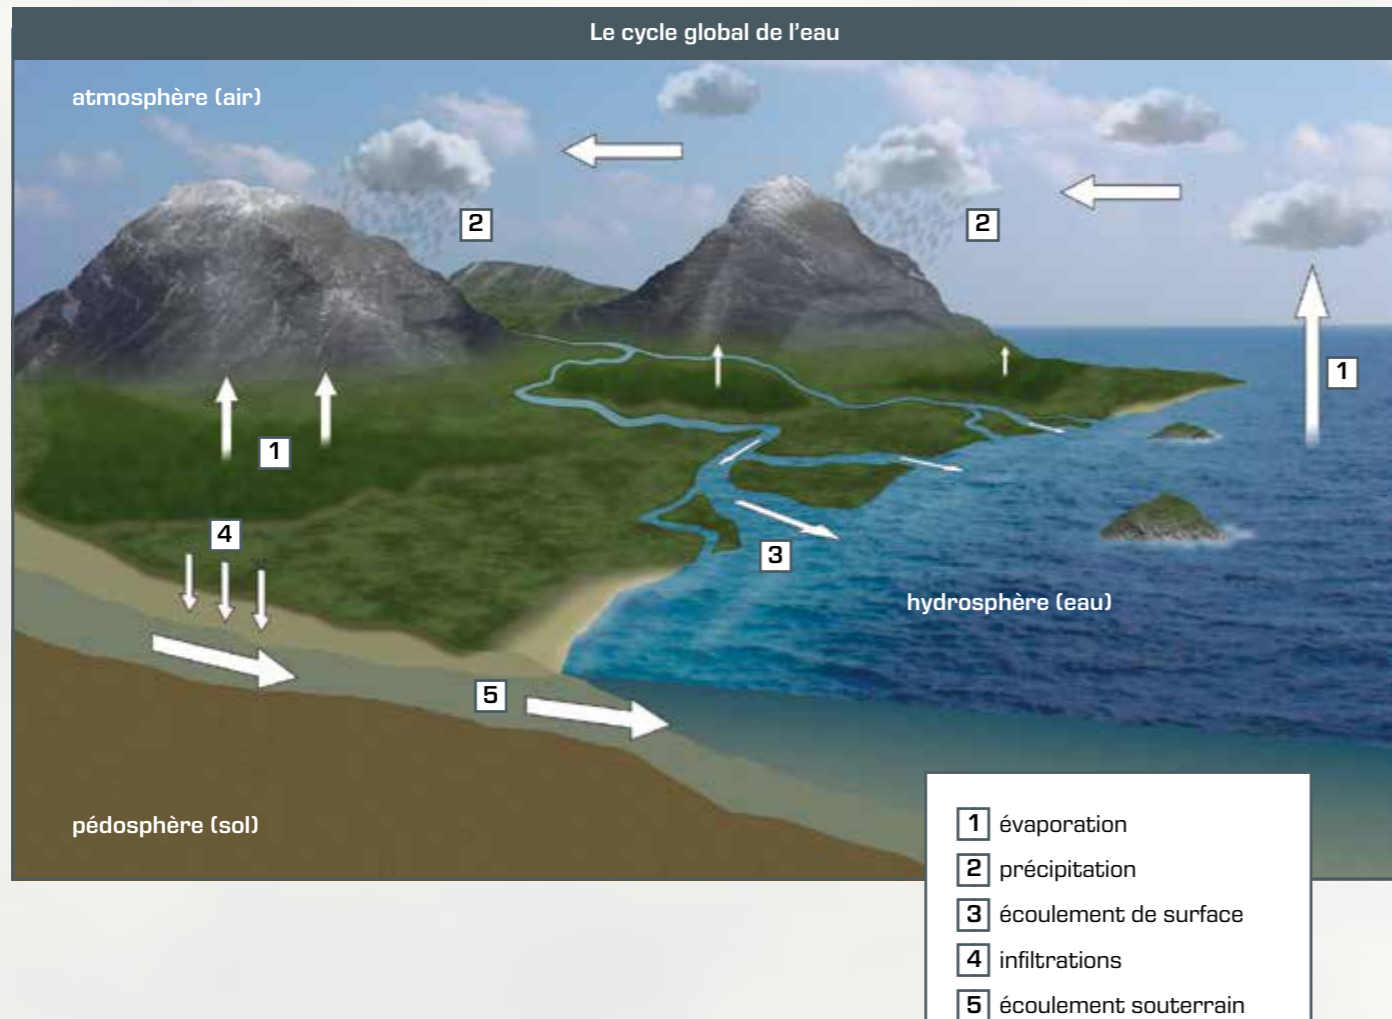 Le cycle global de l'eau
atmosphère (air)
2
2
1
1
4
3
hydrosphère (eau)
5
pédosphère (sol)
1 évaporation
2 précipitation
3 écoulement de surface
4 infiltrations
5 écoulement souterrain